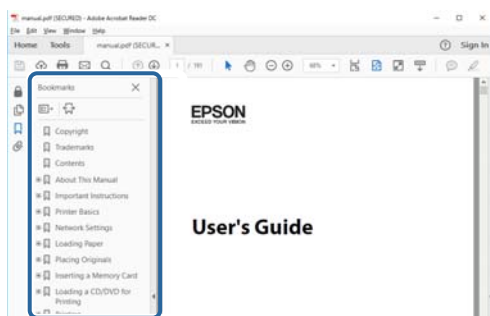 manual.pdf (SECURED) - Adobe Acrobat Reader DC
File Edit View Window Help
Home Tools manual.pdf (SECUR... × Sign In
Bookmarks ×
EPSON
EXCEED YOUR VISION
Copyright
Trademarks
Contents
About This Manual
Important Instructions
Printer Basics
User's Guide
Network Settings
Loading Paper
Placing Originals
Inserting a Memory Card
Loading a CD/DVD for
Printing